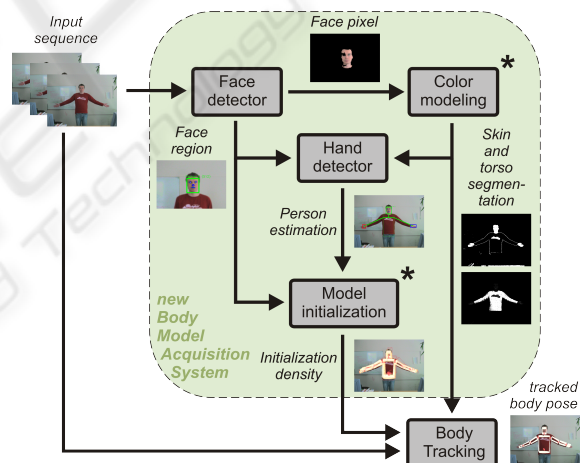 Input
sequence
Face pixel
Face
detector
Color
modeling
*
Face
region
Hand
detector
Skin
and
torso
segmen-
tation
Person
estimation
Model
initialization
*
new
Body
Model
Acquisition
System
Initialization
density
tracked
body pose
Body
Tracking
Technology